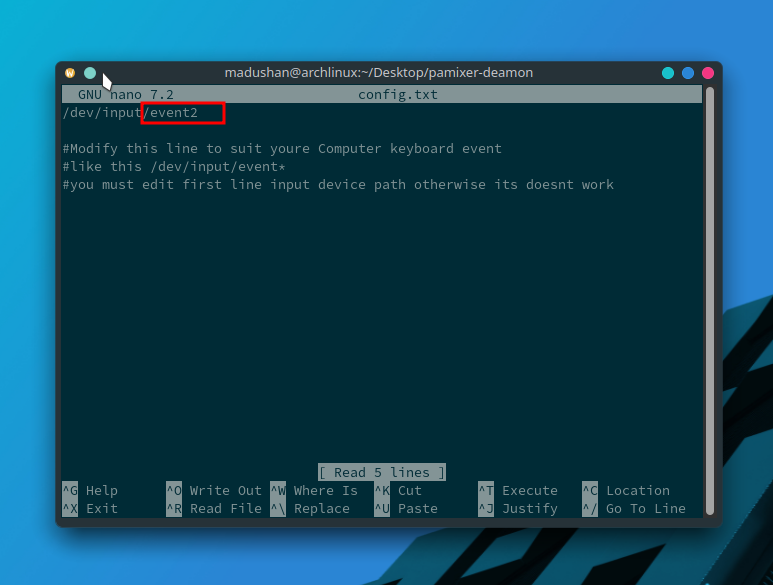 madushan@archlinux:~/Desktop/pamixer-deamon
GNU nano 7.2 config.txt
/dev/input/event2
#Modify this line to suit youre Computer keyboard event
#like this /dev/input/event*
#you must edit first line input device path otherwise its doesnt work
[ Read 5 lines ]
^G Help ^O Write Out ^W Where Is ^K Cut ^T Execute ^C Location
^X Exit ^R Read File ^\ Replace ^U Paste ^J Justify ^/ Go To Line